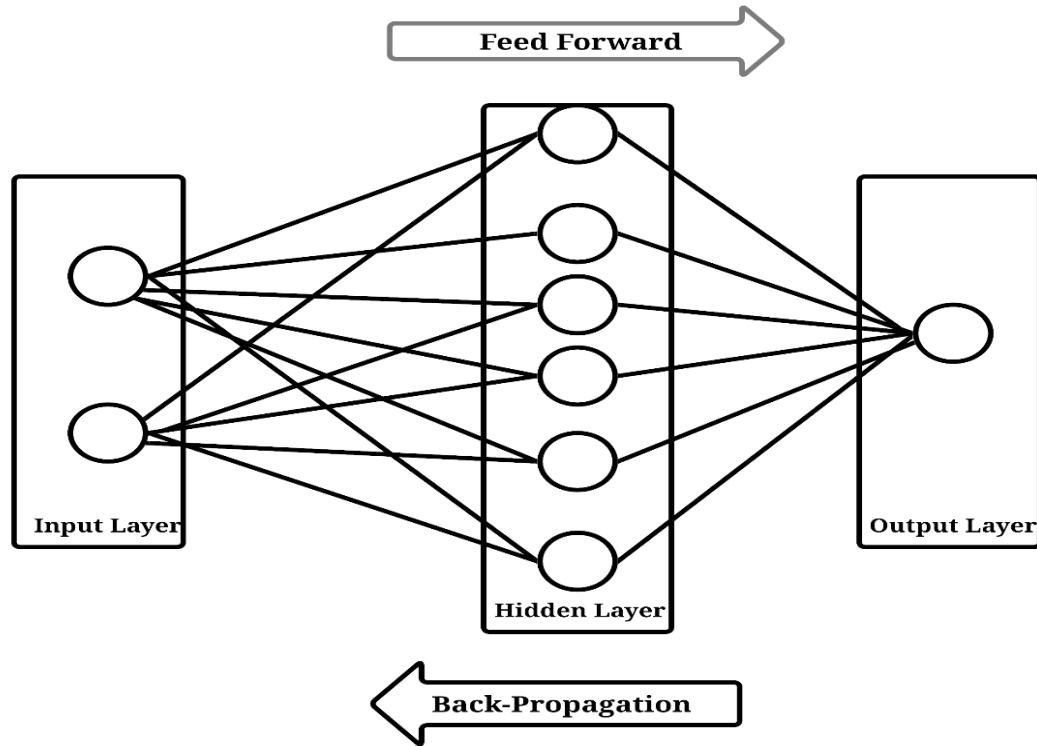 Feed Forward
Input Layer
Output Layer
Hidden Layer
Back-Propagation